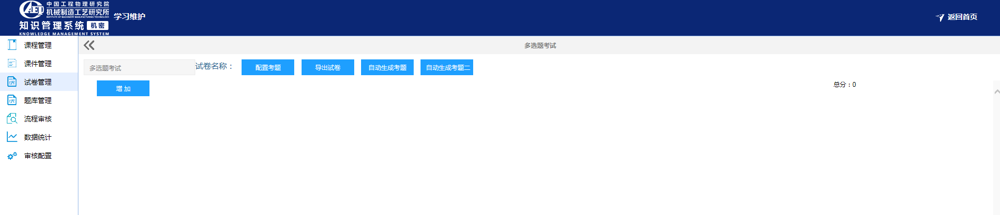 中国工程物理研究院
机械制造工艺研究所
INSTITUTE OF MACHINERY MANUFACTURING TECHNOLOGY
知识管理系统 机密
KNOWLEDGE MANAGEMENT SYSTEM
学习维护
返回首页
课程管理
课件管理
试卷管理
题库管理
流程审核
数据统计
审核配置
多选题考试
多选题考试 试卷名称： 配置考题 导出试卷 自动生成考题 自动生成考题二
增 加 总分：0